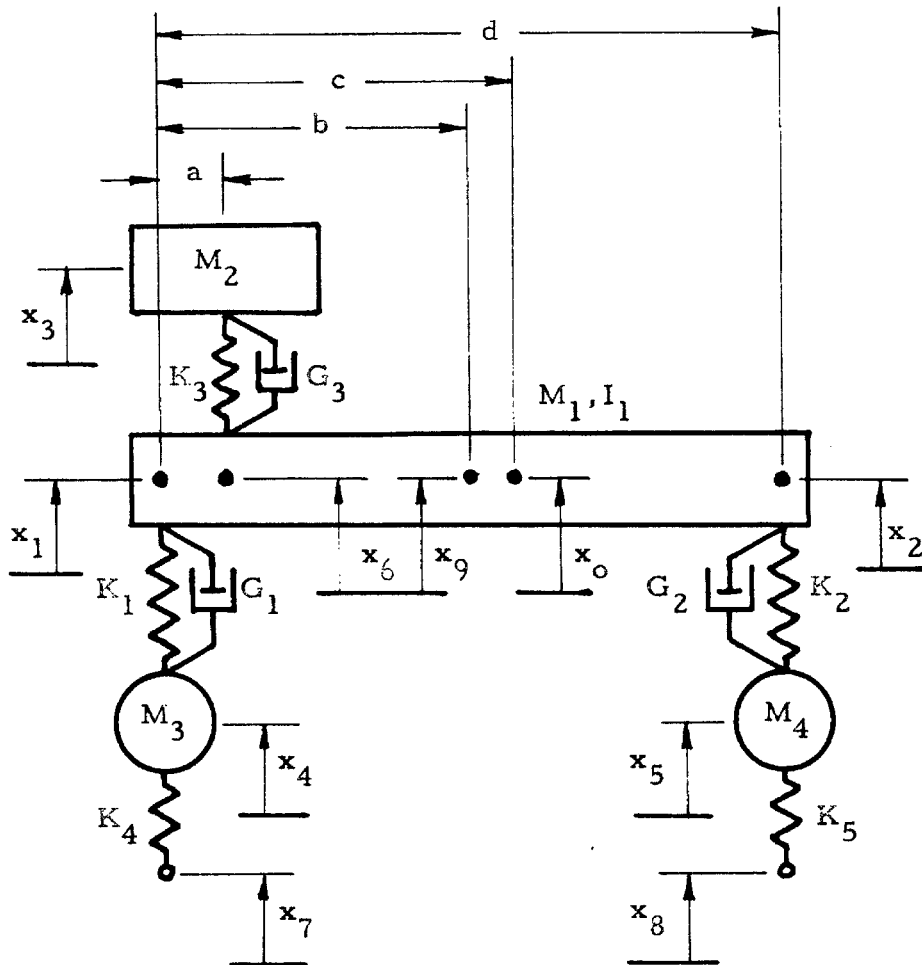 d
c
b
a
M₂
x₃
K₃
G₃
M₁, I₁
x₁
x₆
x₉
x₀
x₂
K₁
G₁
G₂
K₂
M₃
M₄
x₄
x₅
K₄
K₅
x₇
x₈